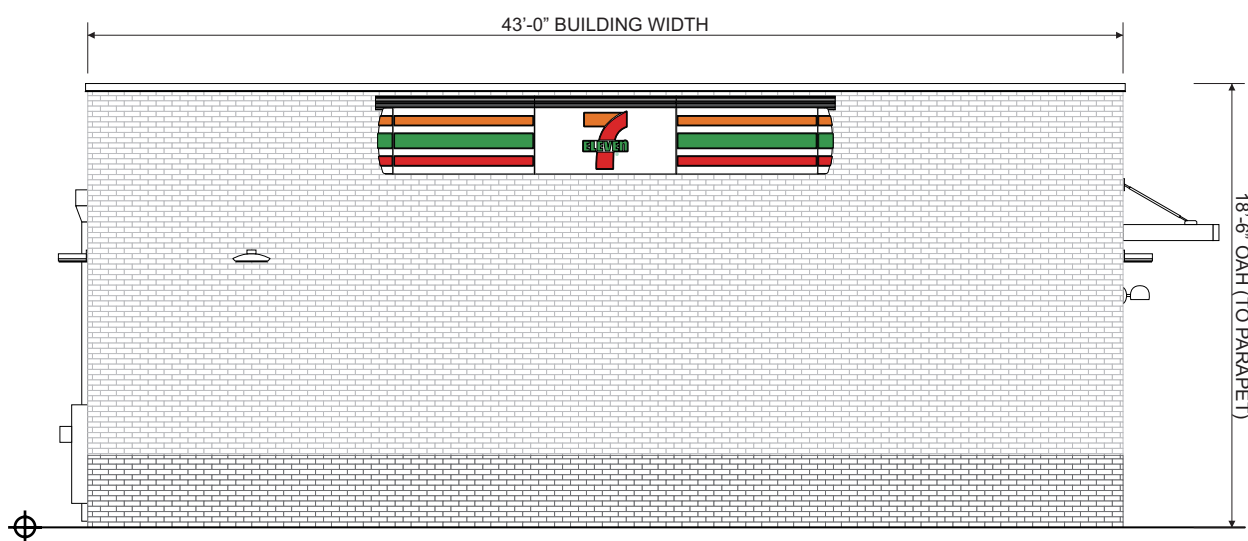 43’-0” BUILDING WIDTH
7
ELEVEn
18’-6” OAH (TO PARAPET)